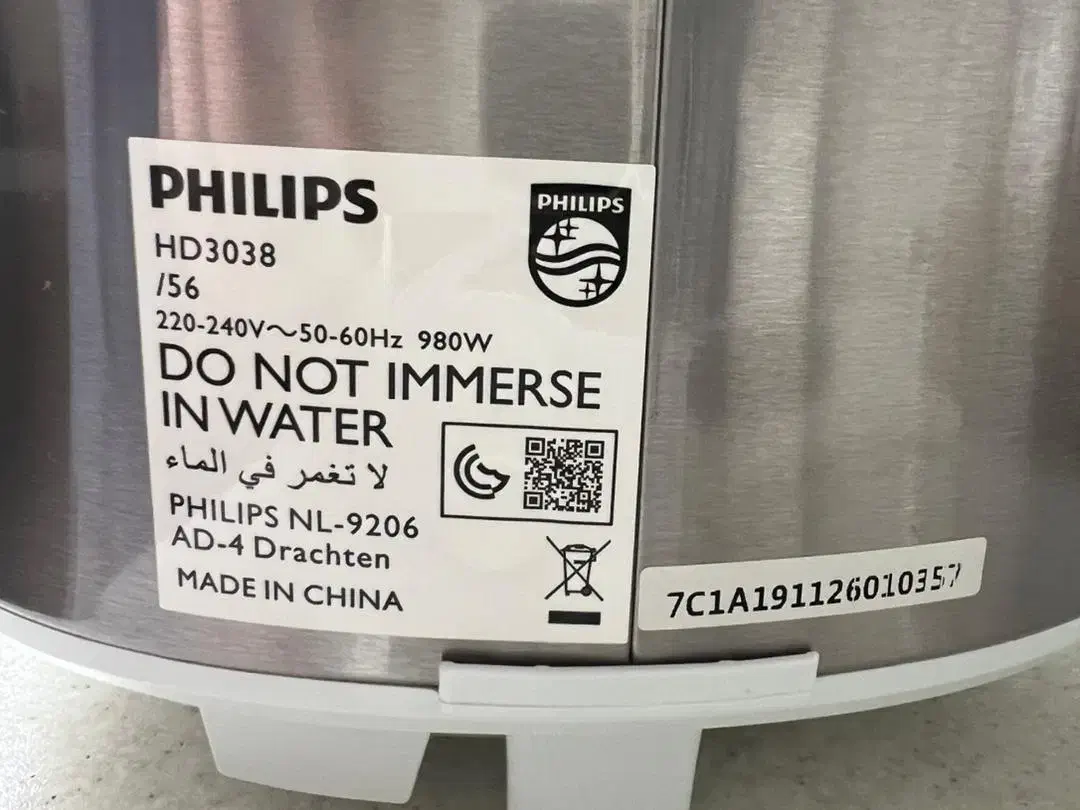 PHILIPS
HD3038
/56
220-240V~50-60Hz 980W
DO NOT IMMERSE
IN WATER
لا تغمر في الماء
PHILIPS NL-9206
AD-4 Drachten
MADE IN CHINA
PHILIPS
7C1A191126010357